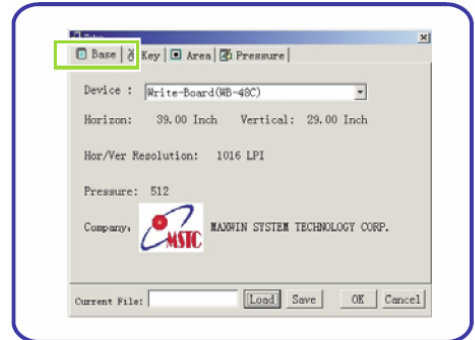 Base Key Area Pressure
Device : Write-Board(WB-48C)
Horizon: 39.00 Inch Vertical: 29.00 Inch
Hor/Ver Resolution: 1016 LPI
Pressure: 512
Company: MSTC MAXWIN SYSTEM TECHNOLOGY CORP.
Current File: Load Save OK Cancel